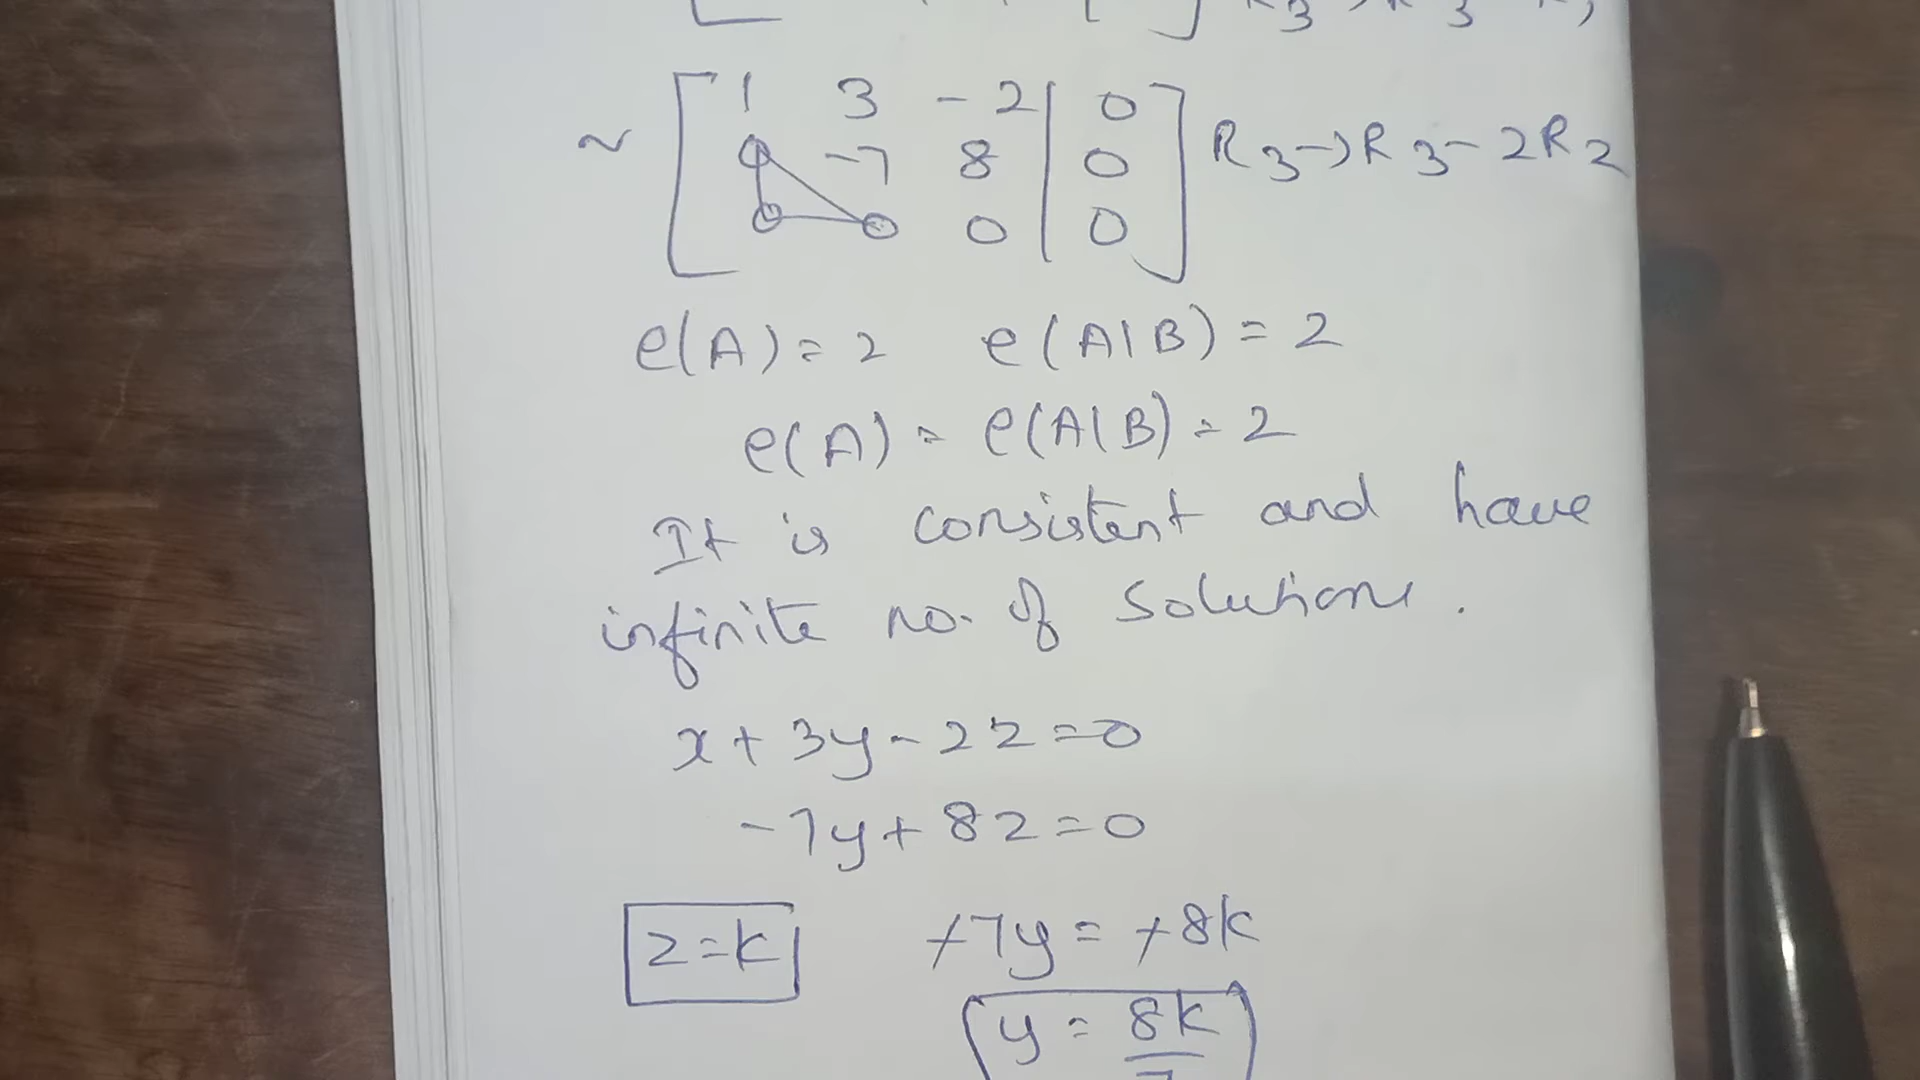 ~ [ 1 3 -2 | 0 ]
0 -7 8 | 0 R3→R3-2R2
0 0 0 | 0
e(A)=2 e(A|B)=2
e(A) = e(A|B) = 2
It is consistent and have
infinite no. of solutions.
x+3y-2z=0
-7y+8z=0
z=k +7y=+8k
y = 8k/7